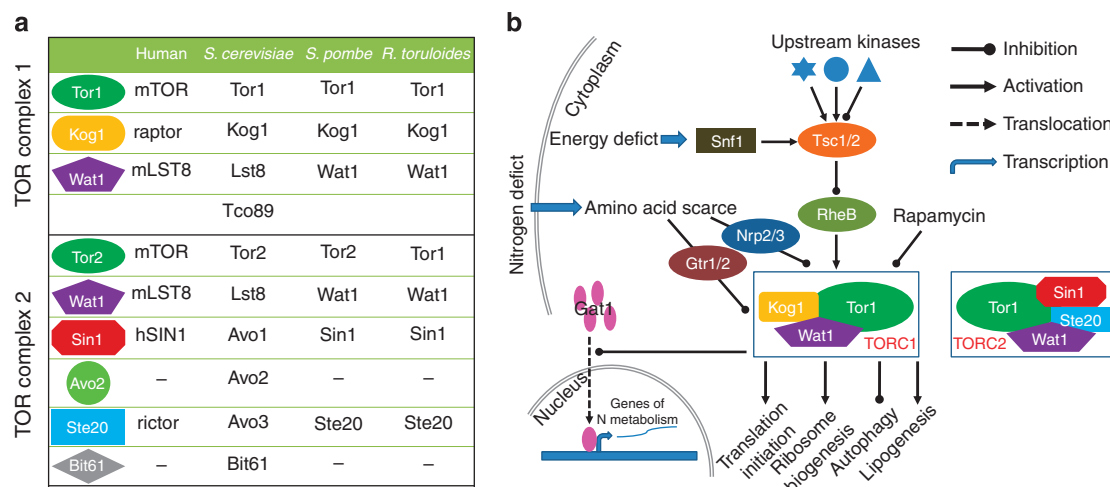 a
Human S. cerevisiae S. pombe R. toruloides
TOR complex 1
Tor1 mTOR Tor1 Tor1 Tor1
Kog1 raptor Kog1 Kog1 Kog1
Wat1 mLST8 Lst8 Wat1 Wat1
Tco89
TOR complex 2
Tor2 mTOR Tor2 Tor2 Tor1
Wat1 mLST8 Lst8 Wat1 Wat1
Sin1 hSIN1 Avo1 Sin1 Sin1
Avo2 – Avo2 – –
Ste20 rictor Avo3 Ste20 Ste20
Bit61 – Bit61 – –
b
Upstream kinases
Cytoplasm
Energy defict
Snf1
Tsc1/2
Nitrogen deficit
Amino acid scarce
RheB
Rapamycin
Nrp2/3
Gtr1/2
Inhibition
Activation
Translocation
Transcription
Gat1
Kog1
Tor1
Wat1
TORC1
Tor1
Sin1
Ste20
Wat1
TORC2
Nucleus
Genes of
N metabolism
Translation
initiation
Ribosome
biogenesis
Autophagy
Lipogenesis